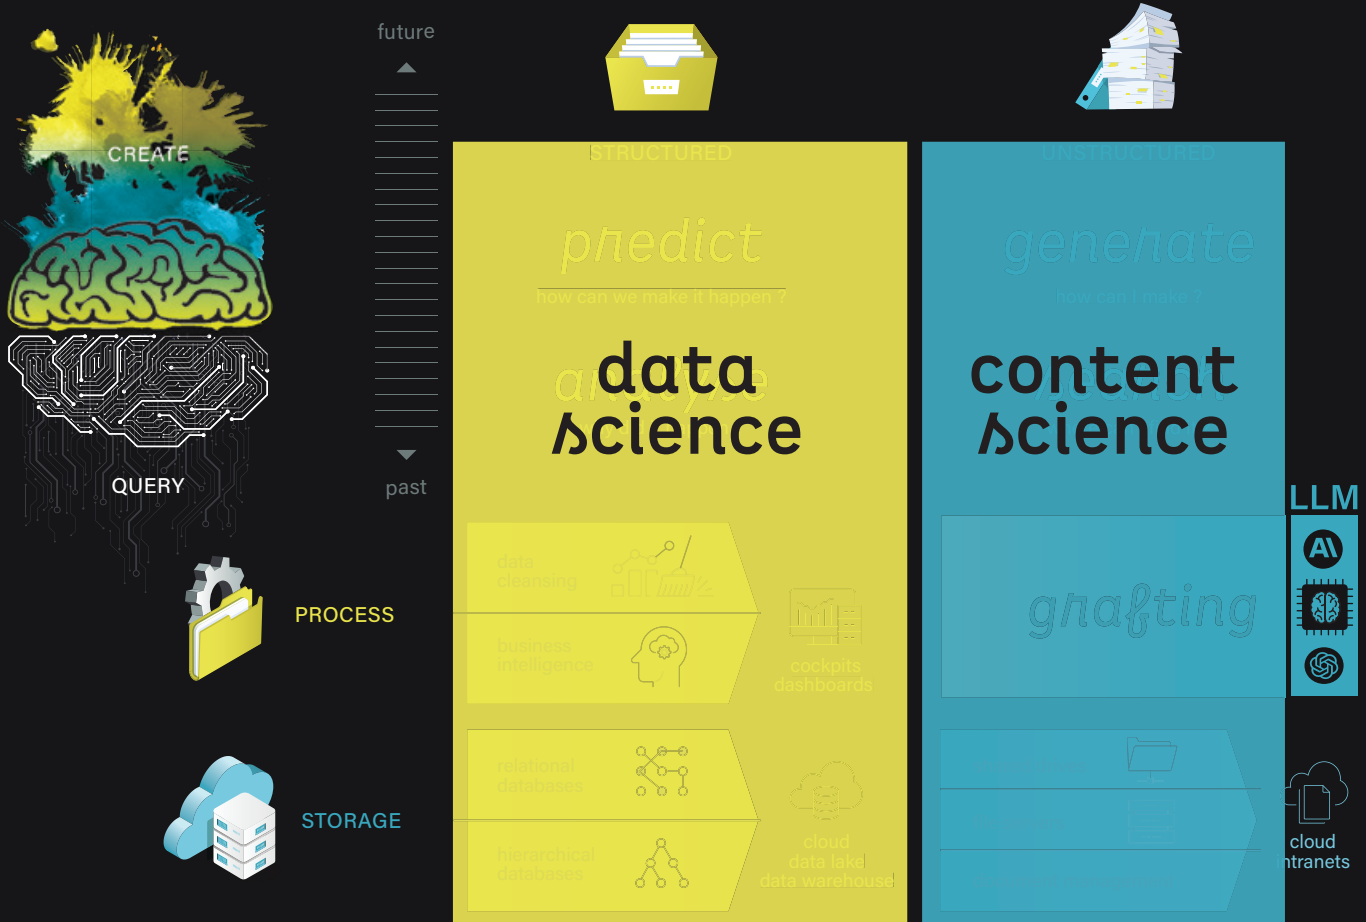 future
CREATE
STRUCTURED
UNSTRUCTURED
predict
generate
how can we make it happen ?
how can I make ?
analyse
data
science
content
science
QUERY
past
LLM
data
cleansing
PROCESS
grafting
business
intelligence
cockpits
dashboards
relational
databases
STORAGE
cloud
data lake
data warehouse
cloud
intranets
hierarchical
databases